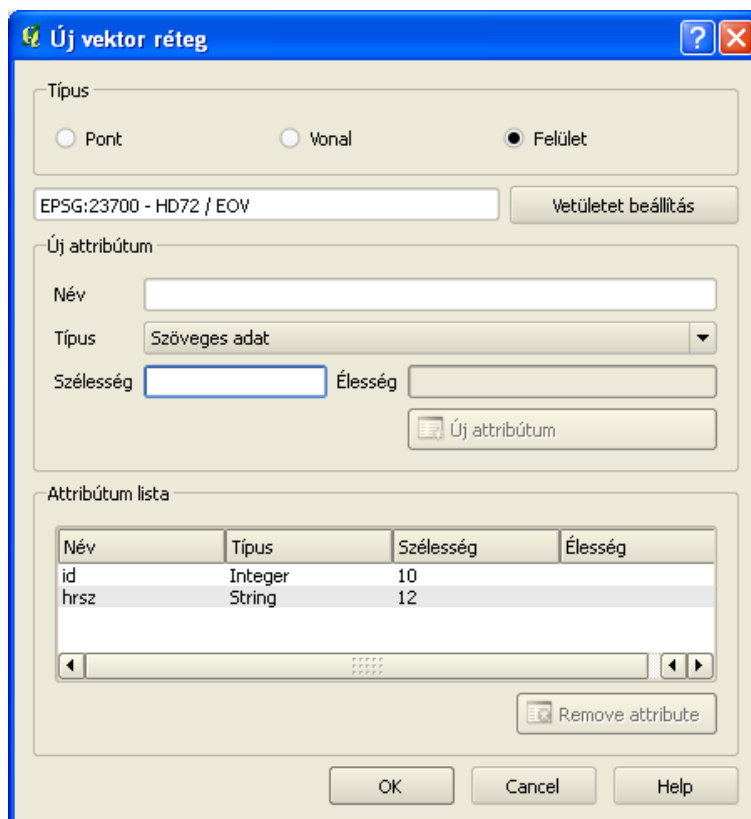 Új vektor réteg
Típus
Pont
Vonal
Felület
EPSG:23700 - HD72 / EOV
Vetületet beállítás
Új attribútum
Név
Típus
Szöveges adat
Szélesség
Élesség
Új attribútum
Attribútum lista
Név Típus Szélesség Élesség
id Integer 10
hrsz String 12
Remove attribute
OK
Cancel
Help